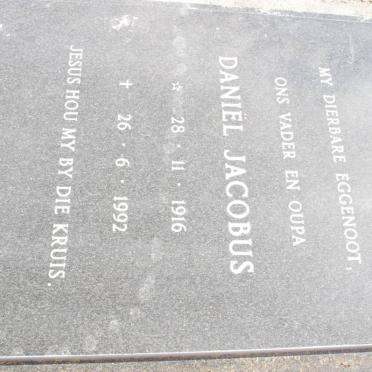 MY DIERBARE EGGENOOT,
ONS VADER EN OUPA
DANIËL JACOBUS
☆ 28 · 11 · 1916
✝ 26 · 6 · 1992
JESUS HOU MY BY DIE KRUIS.